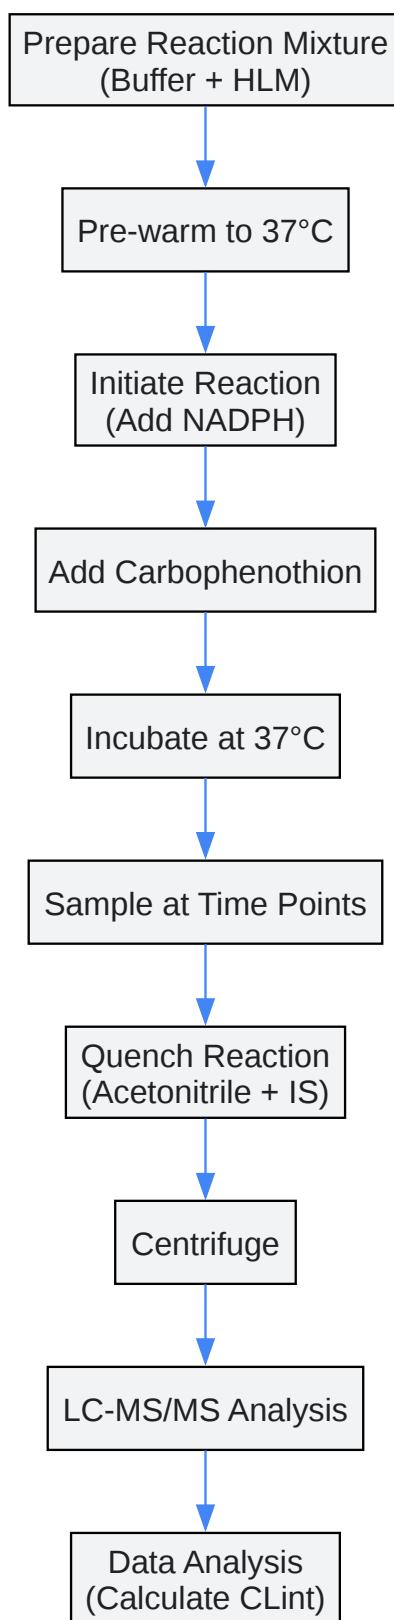 Prepare Reaction Mixture
(Buffer + HLM)
Pre-warm to 37°C
Initiate Reaction
(Add NADPH)
Add Carbophenothion
Incubate at 37°C
Sample at Time Points
Quench Reaction
(Acetonitrile + IS)
Centrifuge
LC-MS/MS Analysis
Data Analysis
(Calculate CLint)